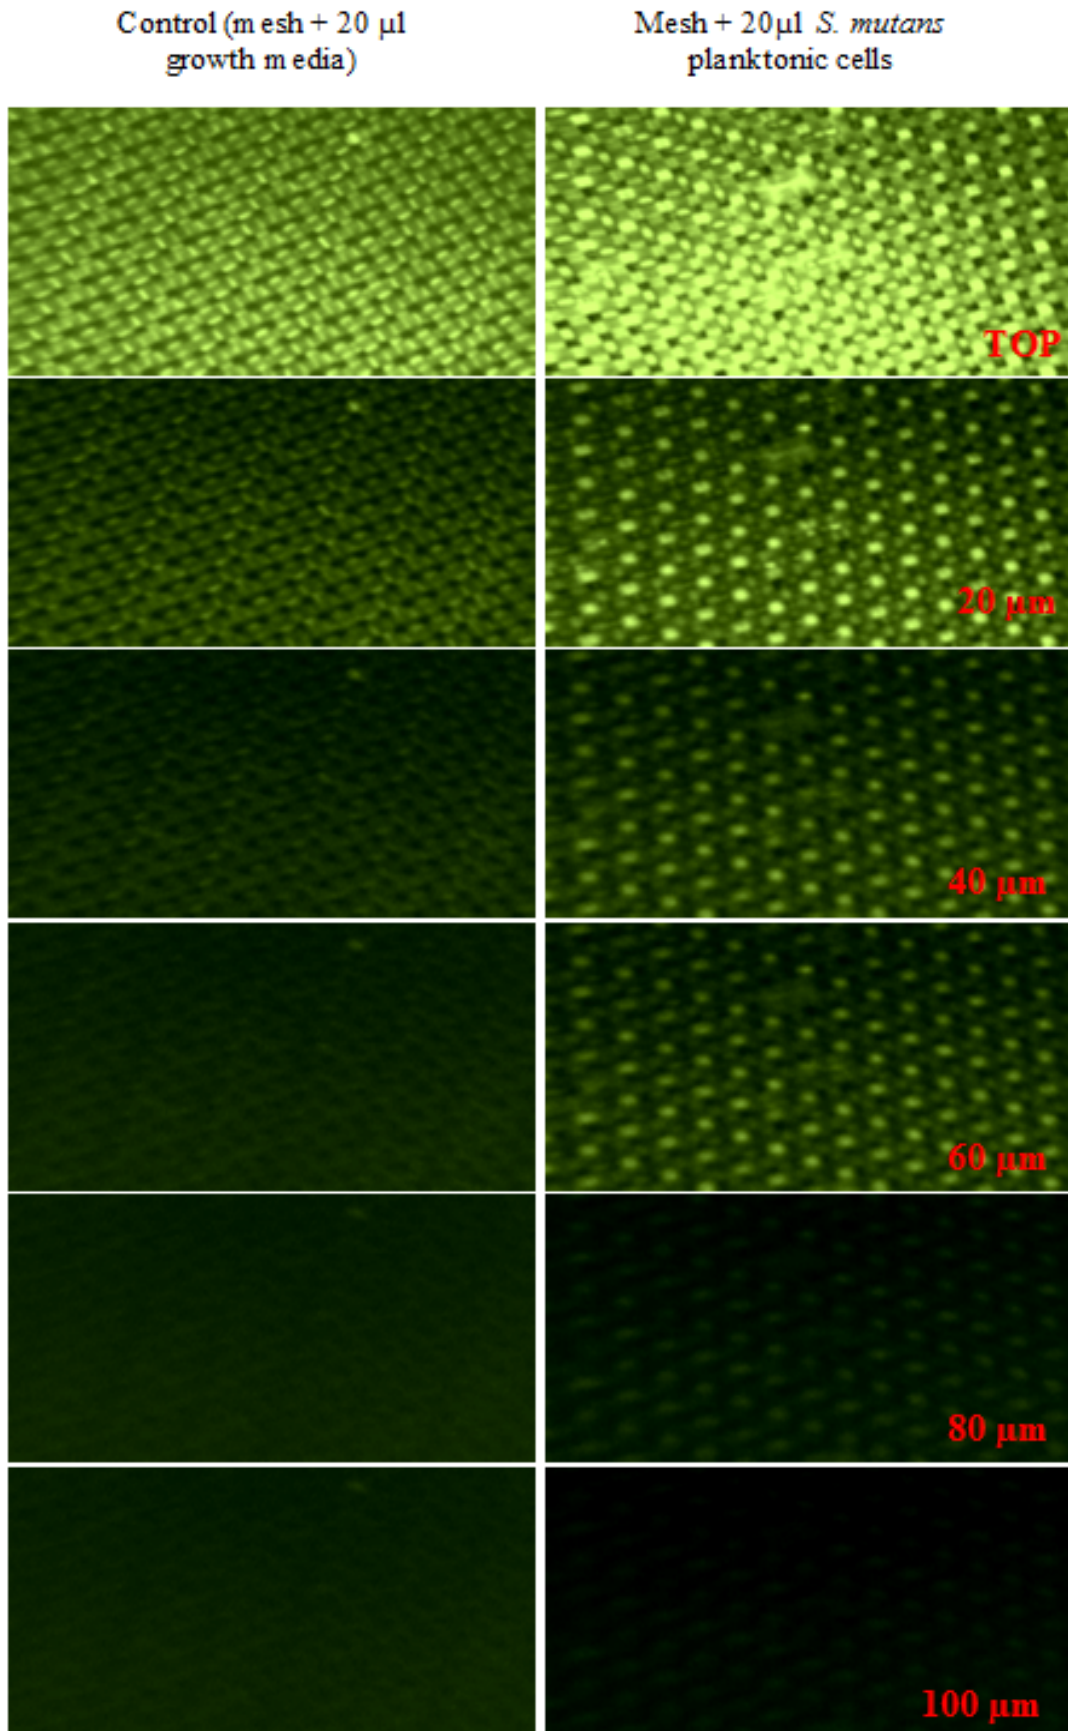 Control (mesh + 20 µl
growth media)
Mesh + 20µl S. mutans
planktonic cells
TOP
20 µm
40 µm
60 µm
80 µm
100 µm